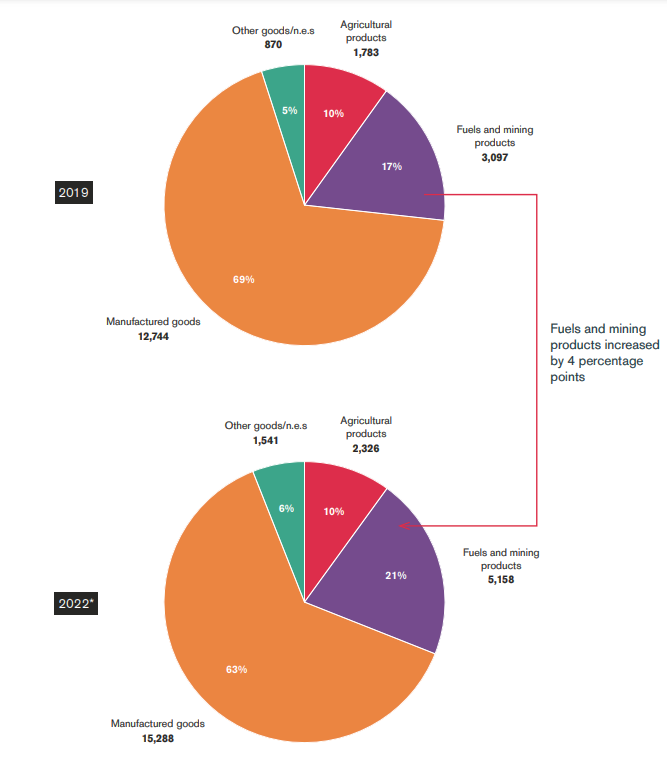 Other goods/n.e.s
870
Agricultural
products
1,783
5%
10%
Fuels and mining
products
3,097
17%
2019
69%
Manufactured goods
12,744
Fuels and mining
products increased
by 4 percentage
points
Other goods/n.e.s
1,541
Agricultural
products
2,326
6%
10%
Fuels and mining
products
5,158
21%
2022*
63%
Manufactured goods
15,288